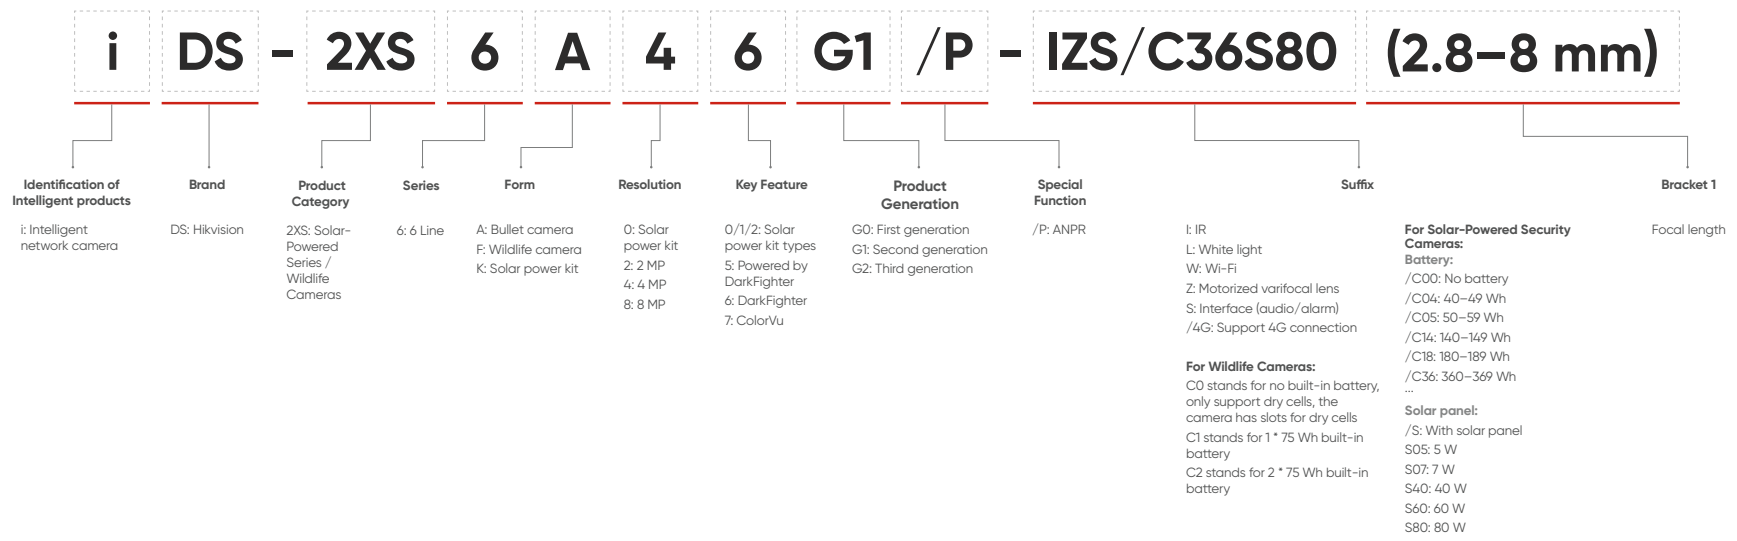 i DS - 2XS 6 A 4 6 G1 /P - IZS/C36S80 (2.8–8 mm)
Identification of
Intelligent products
i: Intelligent
network camera
Brand
DS: Hikvision
Product
Category
2XS: Solar-
Powered
Series /
Wildlife
Cameras
Series
6: 6 Line
Form
A: Bullet camera
F: Wildlife camera
K: Solar power kit
Resolution
0: Solar
power kit
2: 2 MP
4: 4 MP
8: 8 MP
Key Feature
0/1/2: Solar
power kit types
5: Powered by
DarkFighter
6: DarkFighter
7: ColorVu
Product
Generation
G0: First generation
G1: Second generation
G2: Third generation
Special
Function
/P: ANPR
Suffix
I: IR
L: White light
W: Wi-Fi
Z: Motorized varifocal lens
S: Interface (audio/alarm)
/4G: Support 4G connection
For Wildlife Cameras:
C0 stands for no built-in battery,
only support dry cells, the
camera has slots for dry cells
C1 stands for 1 * 75 Wh built-in
battery
C2 stands for 2 * 75 Wh built-in
battery
For Solar-Powered Security
Cameras:
Battery:
/C00: No battery
/C04: 40–49 Wh
/C05: 50–59 Wh
/C14: 140–149 Wh
/C18: 180–189 Wh
/C36: 360–369 Wh
...
Solar panel:
/S: With solar panel
S05: 5 W
S07: 7 W
S40: 40 W
S60: 60 W
S80: 80 W
Bracket 1
Focal length